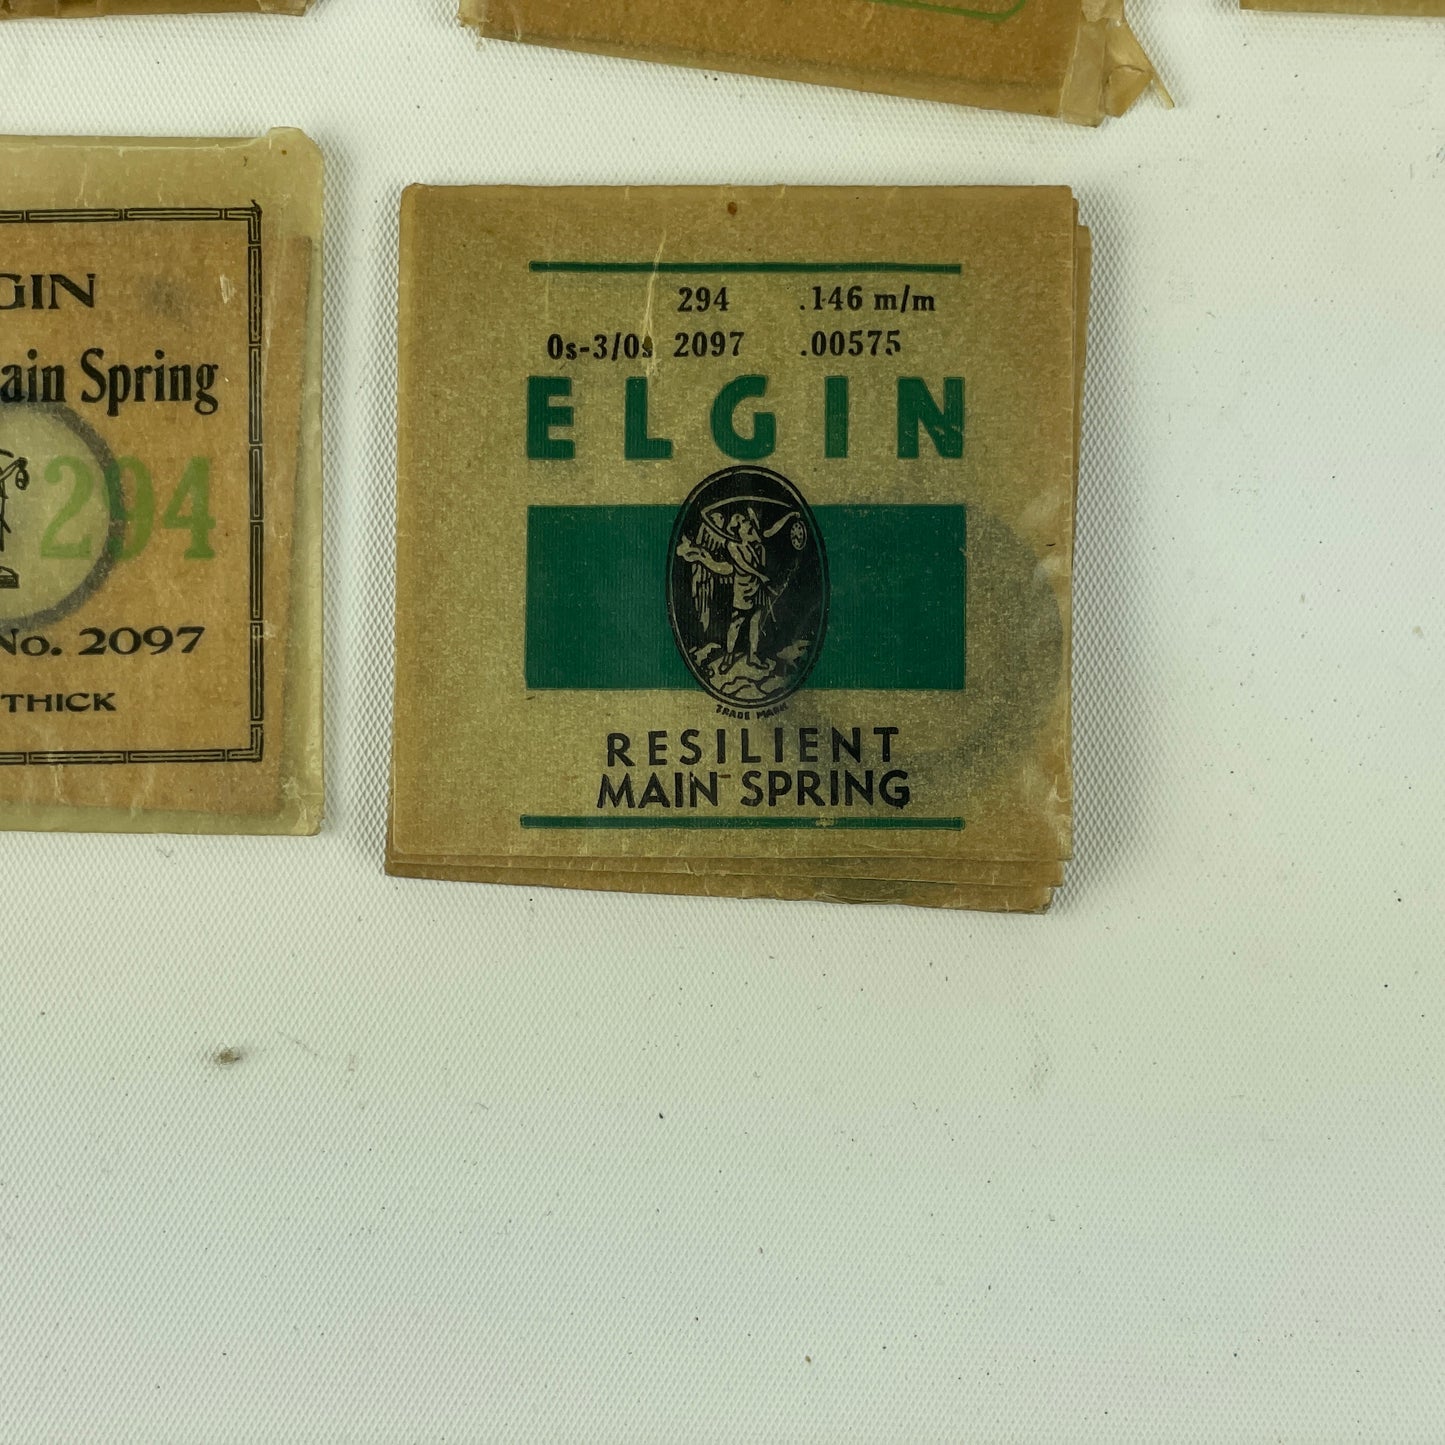 GIN
ain Spring
294
No. 2097
THICK
294 .146 m/m
0s-3/0s 2097 .00575
ELGIN
TRADE MARK
RESILIENT
MAIN SPRING